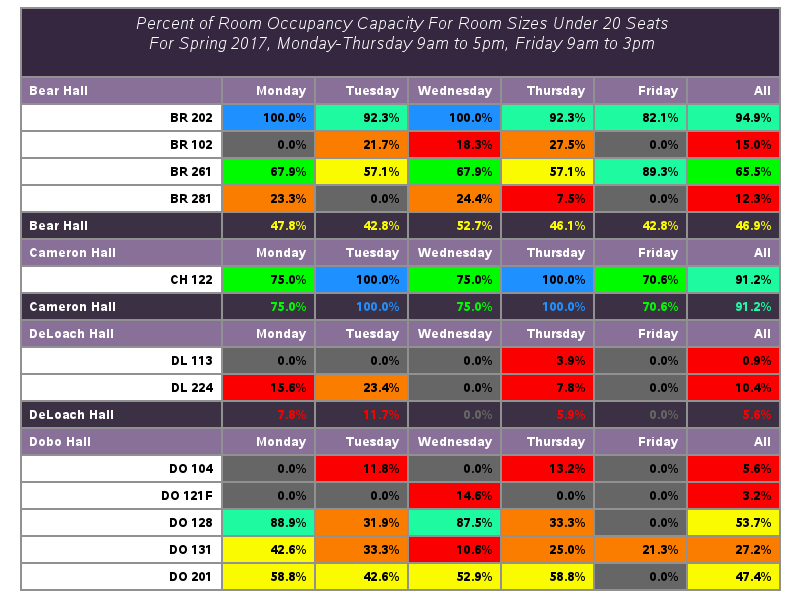 Percent of Room Occupancy Capacity For Room Sizes Under 20 Seats
For Spring 2017, Monday-Thursday 9am to 5pm, Friday 9am to 3pm
Bear Hall Monday Tuesday Wednesday Thursday Friday All
BR 202 100.0% 92.3% 100.0% 92.3% 82.1% 94.9%
BR 102 0.0% 21.7% 18.3% 27.5% 0.0% 15.0%
BR 261 67.9% 57.1% 67.9% 57.1% 89.3% 65.5%
BR 281 23.3% 0.0% 24.4% 7.5% 0.0% 12.3%
Bear Hall 47.8% 42.8% 52.7% 46.1% 42.8% 46.9%
Cameron Hall Monday Tuesday Wednesday Thursday Friday All
CH 122 75.0% 100.0% 75.0% 100.0% 70.6% 91.2%
Cameron Hall 75.0% 100.0% 75.0% 100.0% 70.6% 91.2%
DeLoach Hall Monday Tuesday Wednesday Thursday Friday All
DL 113 0.0% 0.0% 0.0% 3.9% 0.0% 0.9%
DL 224 15.6% 23.4% 0.0% 7.8% 0.0% 10.4%
DeLoach Hall 7.8% 11.7% 0.0% 5.9% 0.0% 5.6%
Dobo Hall Monday Tuesday Wednesday Thursday Friday All
DO 104 0.0% 11.8% 0.0% 13.2% 0.0% 5.6%
DO 121F 0.0% 0.0% 14.6% 0.0% 0.0% 3.2%
DO 128 88.9% 31.9% 87.5% 33.3% 0.0% 53.7%
DO 131 42.6% 33.3% 10.6% 25.0% 21.3% 27.2%
DO 201 58.8% 42.6% 52.9% 58.8% 0.0% 47.4%